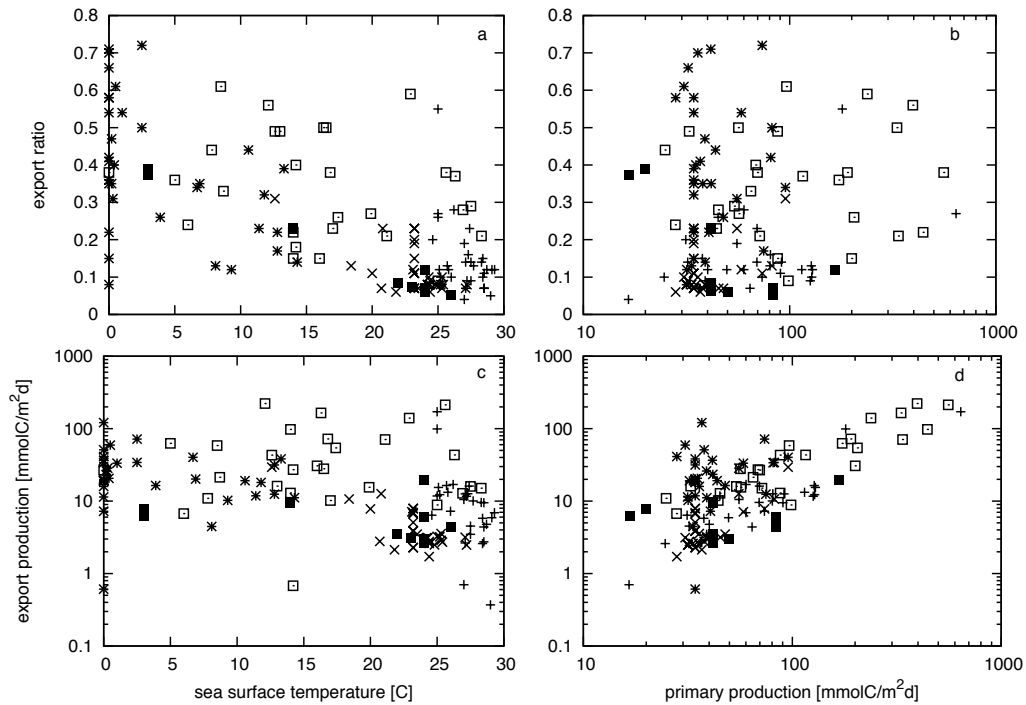 0.8
0.7
0.6
0.5
0.4
0.3
0.2
0.1
0
export ratio
0 5 10 15 20 25 30
a
0.8
0.7
0.6
0.5
0.4
0.3
0.2
0.1
0
10 100 1000
b
1000
100
10
1
0.1
export production [mmolC/m²d]
0 5 10 15 20 25 30
sea surface temperature [C]
c
1000
100
10
1
0.1
10 100 1000
primary production [mmolC/m²d]
d